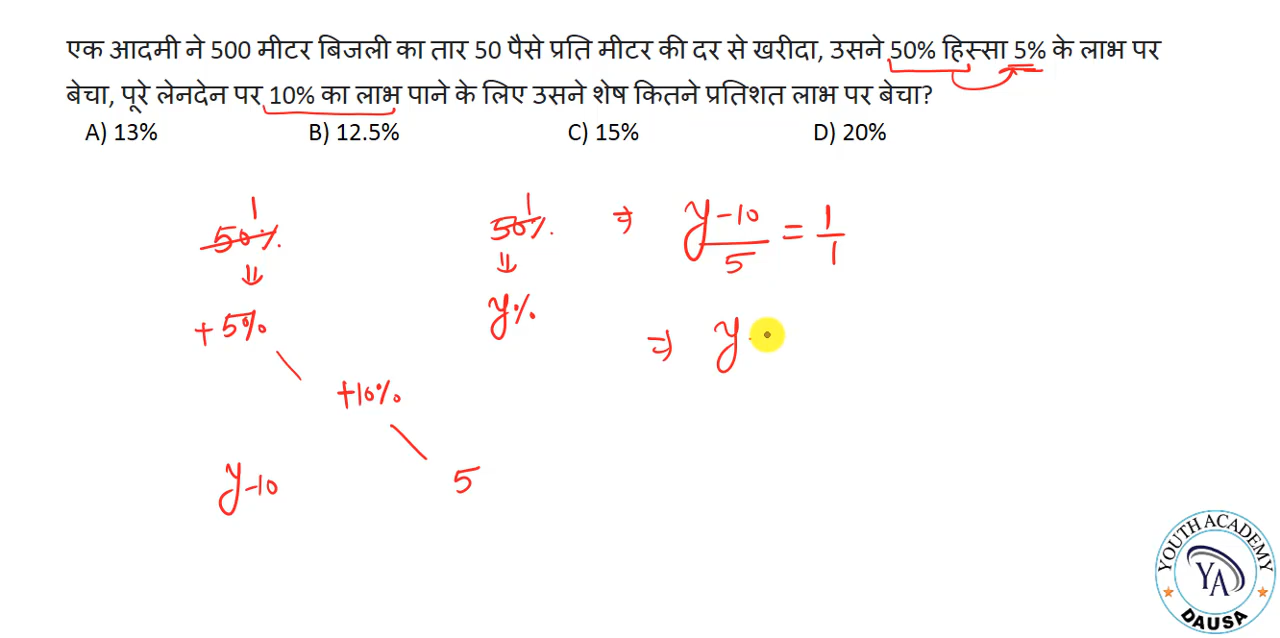 एक आदमी ने 500 मीटर बिजली का तार 50 पैसे प्रति मीटर की दर से खरीदा, उसने 50% हिस्सा 5% के लाभ पर
बेचा, पूरे लेनदेन पर 10% का लाभ पाने के लिए उसने शेष कितने प्रतिशत लाभ पर बेचा?
A) 13% B) 12.5% C) 15% D) 20%
1 1
50% 50% ⇒ y-10/5 = 1/1
⇓ ⇓
+5% y% ⇒ y
+10%
y-10 5
YOUTH ACADEMY
YA
DAUSA